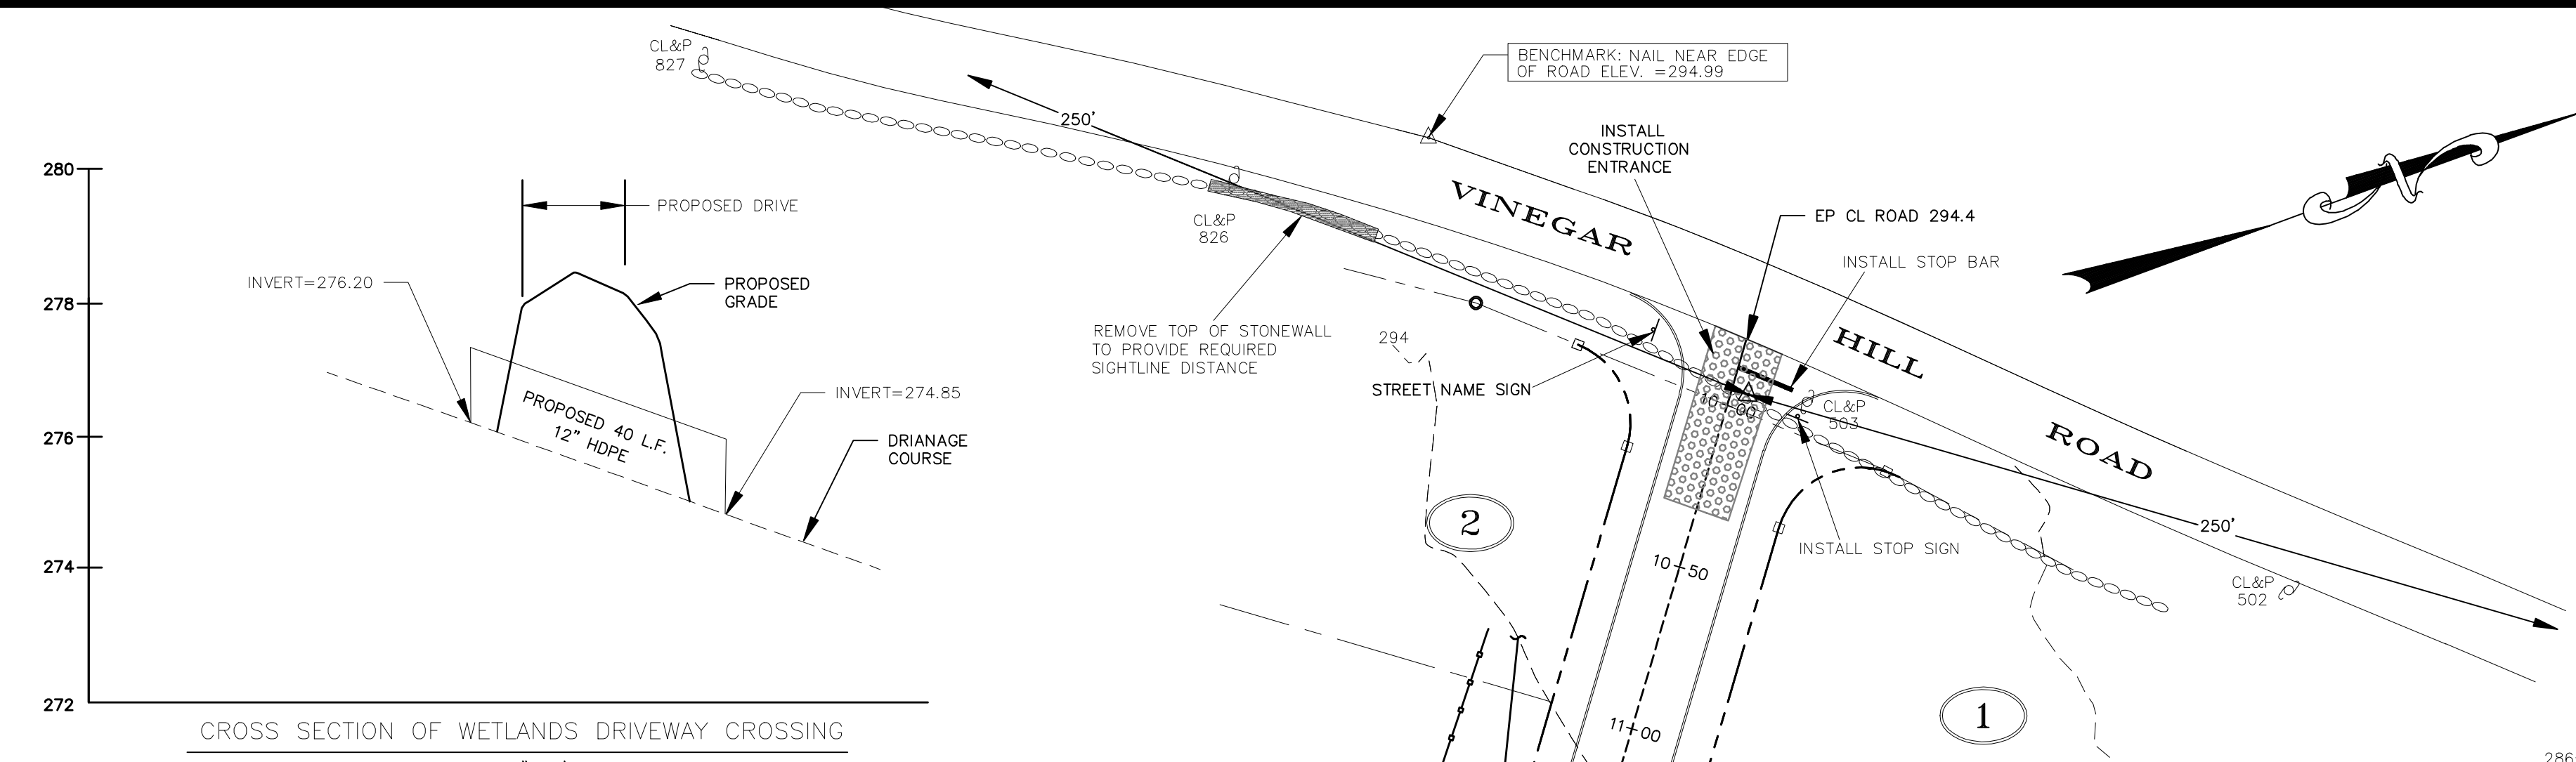 CL&P
827
250'
BENCHMARK: NAIL NEAR EDGE
OF ROAD ELEV. =294.99
INSTALL
CONSTRUCTION
ENTRANCE
N
280
278
276
274
272
PROPOSED DRIVE
INVERT=276.20
PROPOSED
GRADE
PROPOSED 40 L.F.
12" HDPE
INVERT=274.85
DRIANAGE
COURSE
CROSS SECTION OF WETLANDS DRIVEWAY CROSSING
CL&P
826
VINEGAR
HILL
ROAD
EP CL ROAD 294.4
INSTALL STOP BAR
REMOVE TOP OF STONEWALL
TO PROVIDE REQUIRED
SIGHTLINE DISTANCE
294
STREET NAME SIGN
10+00
CL&P
503
2
INSTALL STOP SIGN
250'
10+50
CL&P
502
11+00
1
286